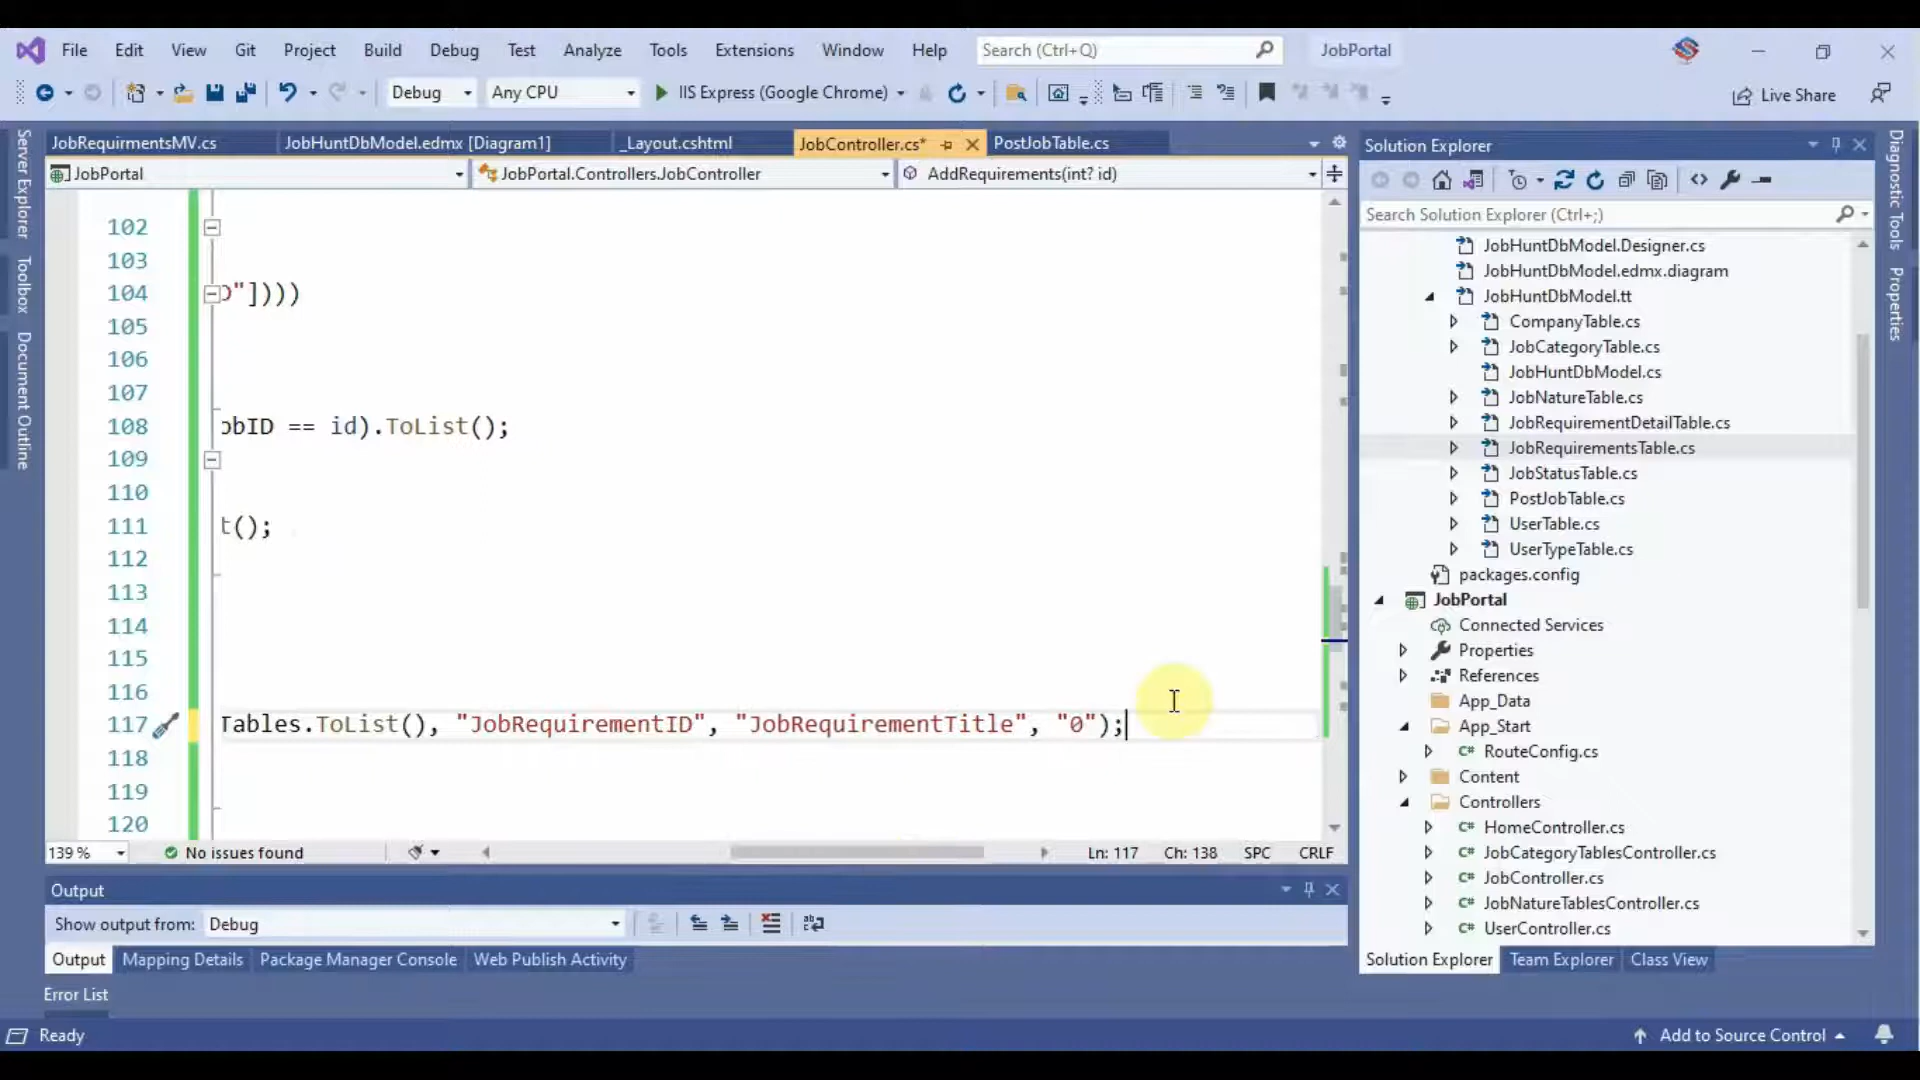 File Edit View Git Project Build Debug Test Analyze Tools Extensions Window Help Search (Ctrl+Q) JobPortal
Debug Any CPU IIS Express (Google Chrome) Live Share
JobRequirmentsMV.cs JobHuntDbModel.edmx [Diagram1] _Layout.cshtml JobController.cs* PostJobTable.cs
JobPortal JobPortal.Controllers.JobController AddRequirements(int? id)
Server Explorer
Toolbox
Document Outline
102
103
104 D"])))
105
106
107
108 obID == id).ToList();
109
110
111 t();
112
113
114
115
116
117 Tables.ToList(), "JobRequirementID", "JobRequirementTitle", "0");
118
119
120
139 % No issues found Ln: 117 Ch: 138 SPC CRLF
Output
Show output from: Debug
Output Mapping Details Package Manager Console Web Publish Activity
Error List
Ready Add to Source Control
Solution Explorer
Search Solution Explorer (Ctrl+;)
JobHuntDbModel.Designer.cs
JobHuntDbModel.edmx.diagram
JobHuntDbModel.tt
CompanyTable.cs
JobCategoryTable.cs
JobHuntDbModel.cs
JobNatureTable.cs
JobRequirementDetailTable.cs
JobRequirementsTable.cs
JobStatusTable.cs
PostJobTable.cs
UserTable.cs
UserTypeTable.cs
packages.config
JobPortal
Connected Services
Properties
References
App_Data
App_Start
C# RouteConfig.cs
Content
Controllers
C# HomeController.cs
C# JobCategoryTablesController.cs
C# JobController.cs
C# JobNatureTablesController.cs
C# UserController.cs
Solution Explorer Team Explorer Class View
Diagnostic Tools
Properties